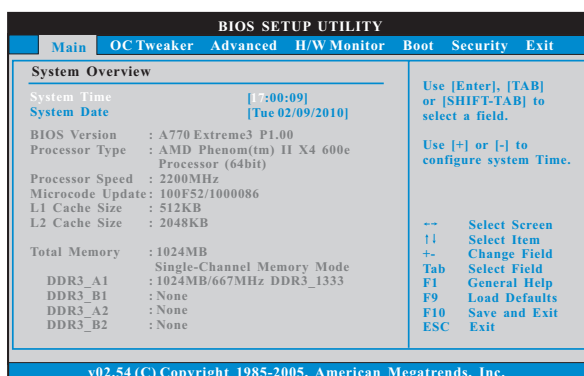 BIOS SETUP UTILITY
Main OC Tweaker Advanced H/W Monitor Boot Security Exit
System Overview
System Time [17:00:09]
System Date [Tue 02/09/2010]
BIOS Version : A770 Extreme3 P1.00
Processor Type : AMD Phenom(tm) II X4 600e
Processor (64bit)
Processor Speed : 2200MHz
Microcode Update : 100F52/1000086
L1 Cache Size : 512KB
L2 Cache Size : 2048KB
Total Memory : 1024MB
Single-Channel Memory Mode
DDR3_A1 : 1024MB/667MHz DDR3_1333
DDR3_B1 : None
DDR3_A2 : None
DDR3_B2 : None
Use [Enter], [TAB]
or [SHIFT-TAB] to
select a field.
Use [+] or [-] to
configure system Time.
←→ Select Screen
↑↓ Select Item
+- Change Field
Tab Select Field
F1 General Help
F9 Load Defaults
F10 Save and Exit
ESC Exit
v02.54 (C) Copyright 1985-2005, American Megatrends, Inc.